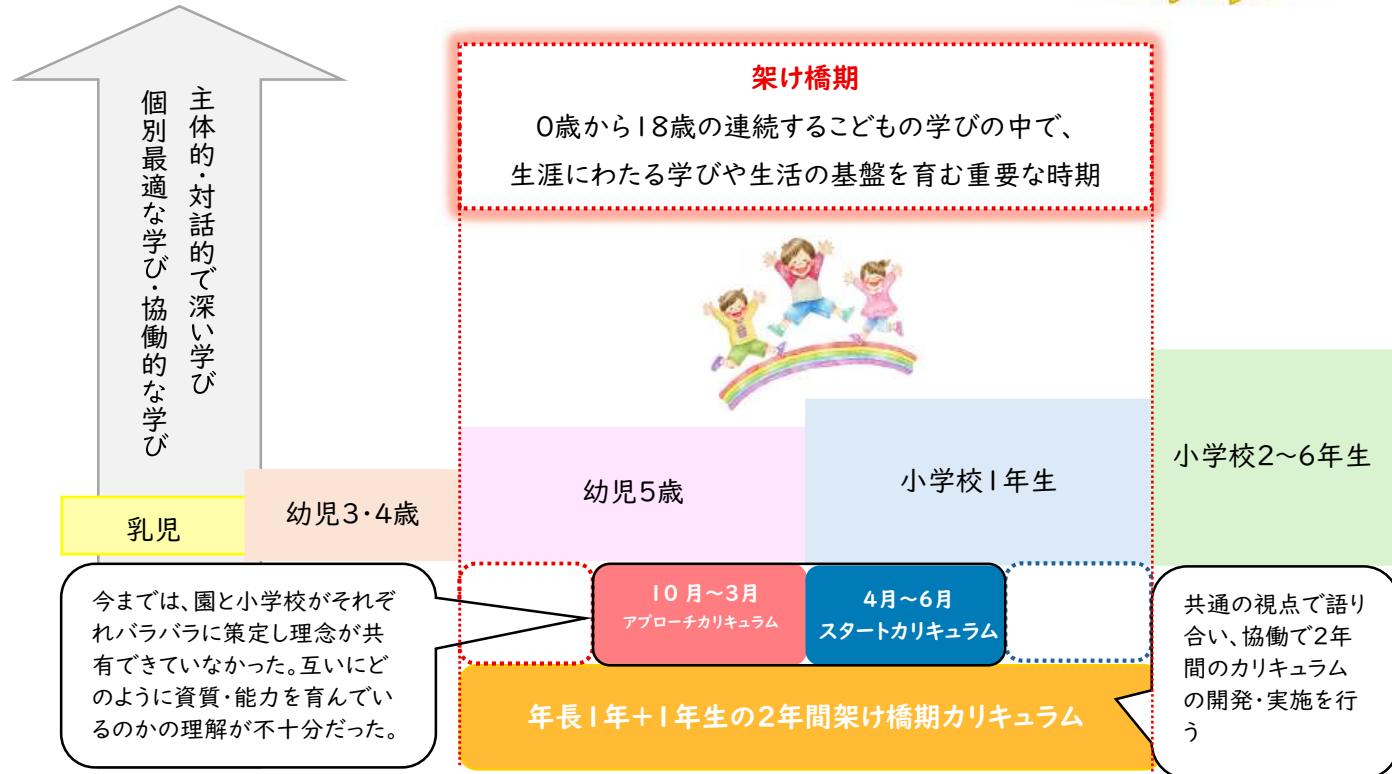 架け橋期
0歳から18歳の連続するこどもの学びの中で、
生涯にわたる学びや生活の基盤を育む重要な時期
主体的・対話的で深い学び
個別最適な学び・協働的な学び
乳児
幼児3・4歳
幼児5歳
小学校1年生
小学校2~6年生
今までは、園と小学校がそれぞ
れバラバラに策定し理念が共
有できていなかった。互いにど
のように資質・能力を育んでい
るのかの理解が不十分だった。
10月~3月
アプローチカリキュラム
4月~6月
スタートカリキュラム
年長1年+1年生の2年間架け橋期カリキュラム
共通の視点で語り
合い、協働で2年
間のカリキュラム
の開発・実施を行
う